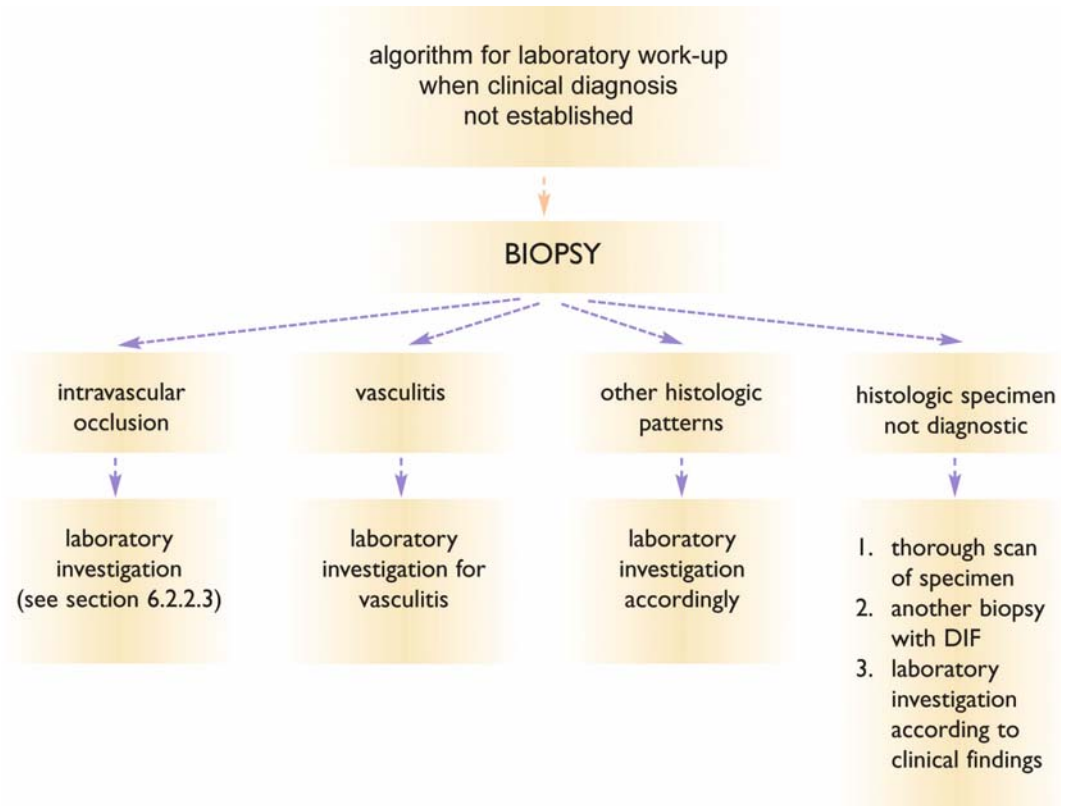 algorithm for laboratory work-up
when clinical diagnosis
not established
BIOPSY
intravascular
occlusion
vasculitis
other histologic
patterns
histologic specimen
not diagnostic
laboratory
investigation
(see section 6.2.2.3)
laboratory
investigation for
vasculitis
laboratory
investigation
accordingly
1. thorough scan
of specimen
2. another biopsy
with DIF
3. laboratory
investigation
according to
clinical findings